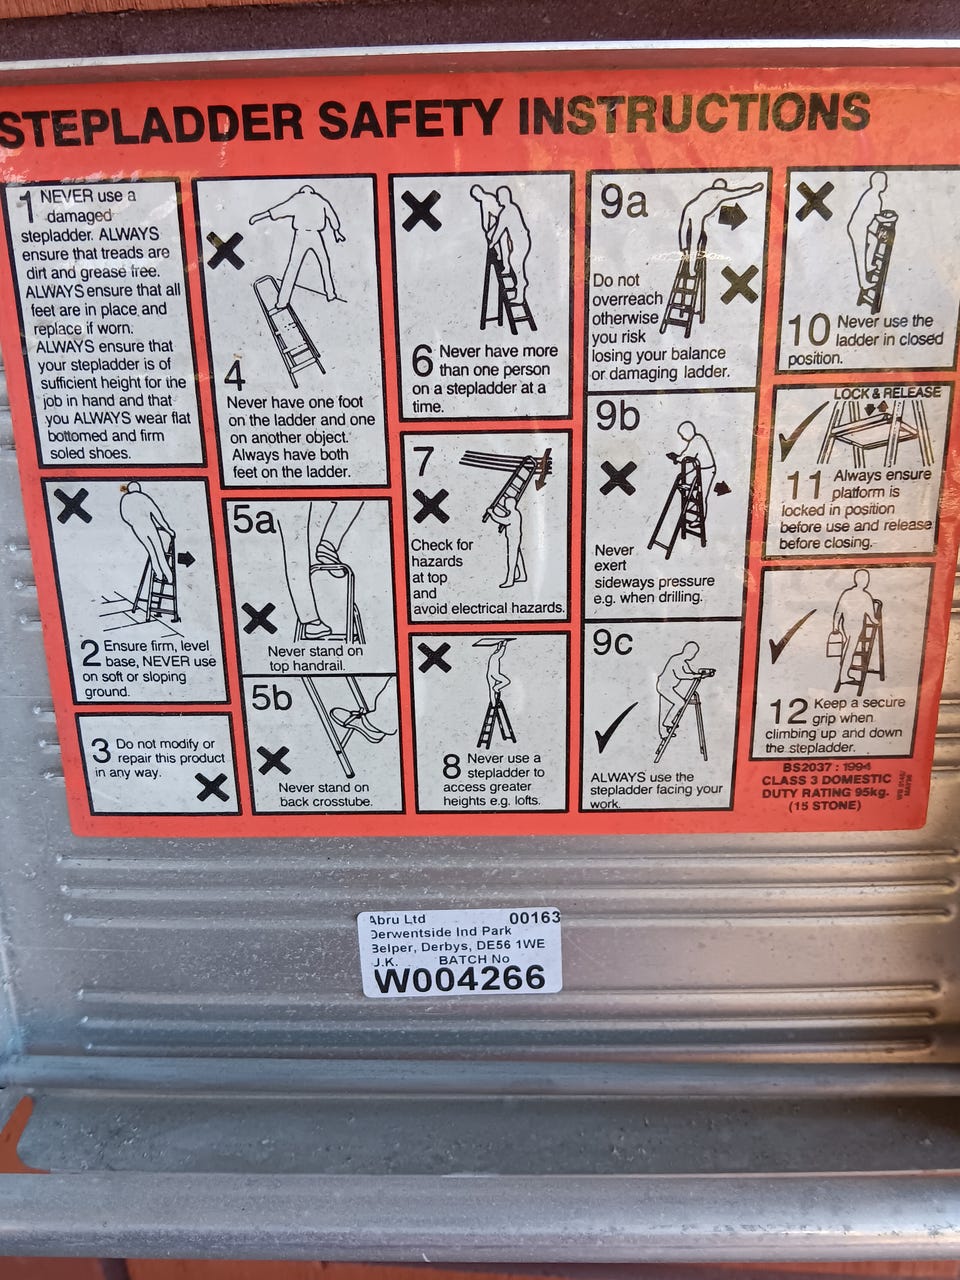 STEPLADDER SAFETY INSTRUCTIONS
1 NEVER use a
damaged
stepladder. ALWAYS
ensure that treads are
dirt and grease free.
ALWAYS ensure that all
feet are in place and
replace if worn.
ALWAYS ensure that
your stepladder is of
sufficient height for the
job in hand and that
you ALWAYS wear flat
bottomed and firm
soled shoes.
2 Ensure firm, level
base, NEVER use
on soft or sloping
ground.
3 Do not modify or
repair this product
in any way.
4
Never have one foot
on the ladder and one
on another object.
Always have both
feet on the ladder.
5a
Never stand on
top handrail.
5b
Never stand on
back crosstube.
6 Never have more
than one person
on a stepladder at a
time.
7
Check for
hazards
at top
and
avoid electrical hazards.
8 Never use a
stepladder to
access greater
heights e.g. lofts.
9a
Do not
overreach
otherwise
you risk
losing your balance
or damaging ladder.
9b
Never
exert
sideways pressure
e.g. when drilling.
9c
ALWAYS use the
stepladder facing your
work.
10 Never use the
ladder in closed
position.
LOCK & RELEASE
11 Always ensure
platform is
locked in position
before use and release
before closing.
12 Keep a secure
grip when
climbing up and down
the stepladder.
BS2037 : 1994
CLASS 3 DOMESTIC
DUTY RATING 95kg.
(15 STONE)
Abru Ltd 00163
Derwentside Ind Park
Belper, Derbys, DE56 1WE
J.K. BATCH No
W004266